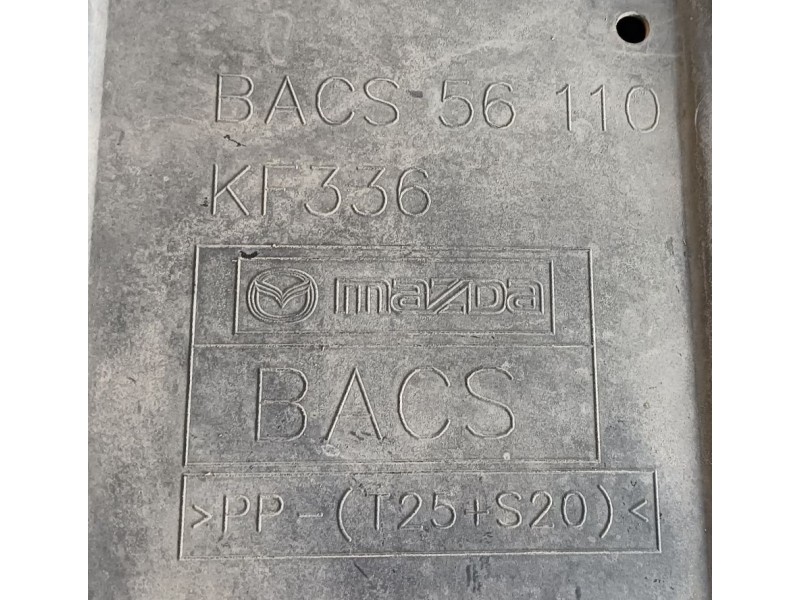 BACS 56 110
KF336
mazda
BACS
>PP-(T25+S20)<